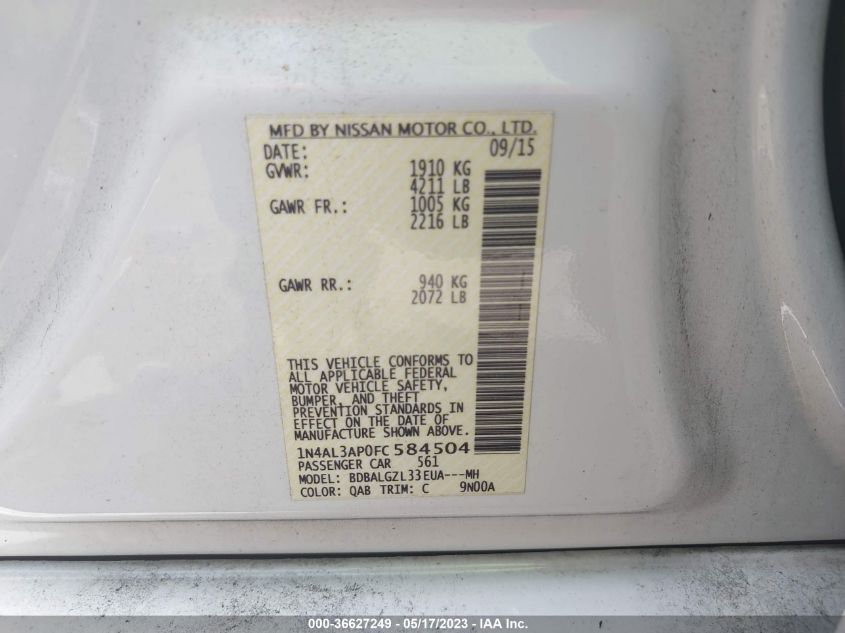 MFD BY NISSAN MOTOR CO., LTD.
DATE: 09/15
GVWR: 1910 KG
4211 LB
GAWR FR.: 1005 KG
2216 LB
GAWR RR.: 940 KG
2072 LB
THIS VEHICLE CONFORMS TO
ALL APPLICABLE FEDERAL
MOTOR VEHICLE SAFETY,
BUMPER, AND THEFT
PREVENTION STANDARDS IN
EFFECT ON THE DATE OF
MANUFACTURE SHOWN ABOVE.
1N4AL3AP0FC584504
PASSENGER CAR 561
MODEL: BDBALGZL33EUA---MH
COLOR: QAB TRIM: C 9N00A
000-36627249 - 05/17/2023 - IAA Inc.